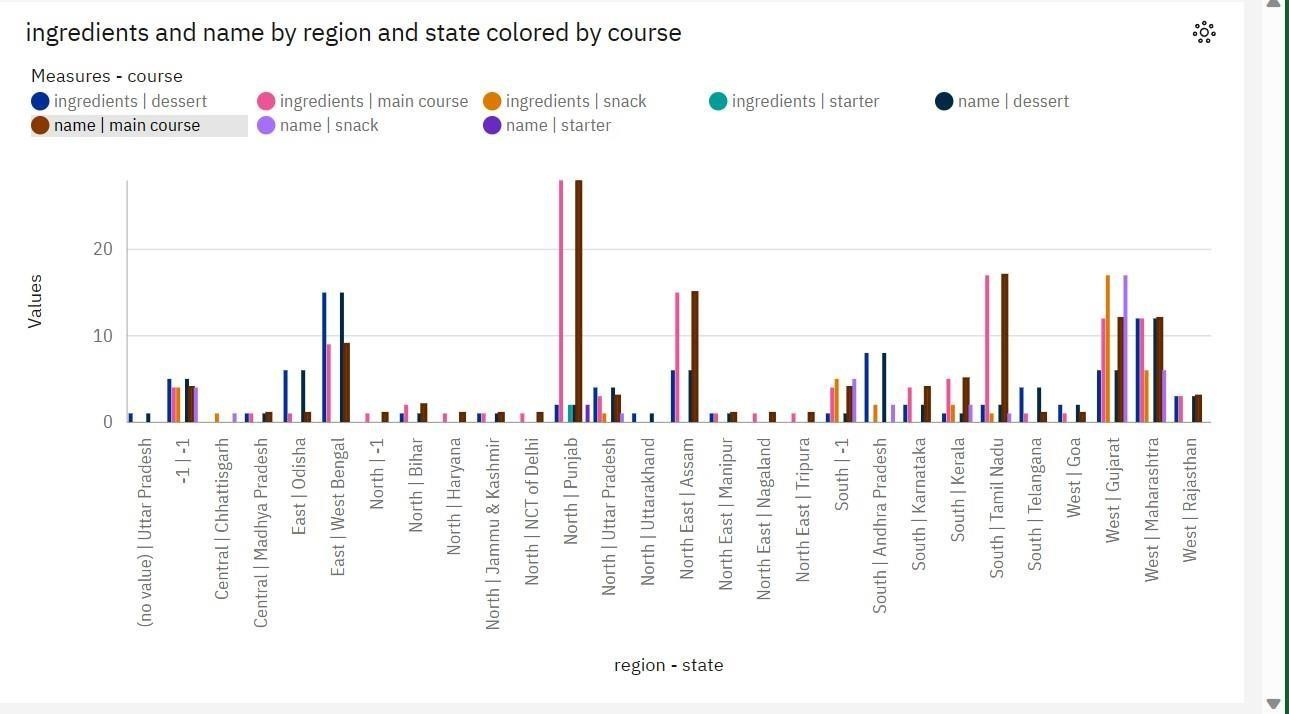 ingredients and name by region and state colored by course
Measures - course
ingredients | dessert
ingredients | main course
ingredients | snack
ingredients | starter
name | dessert
name | main course
name | snack
name | starter
Values
20
10
0
(no value) | Uttar Pradesh
-1 | -1
Central | Chhattisgarh
Central | Madhya Pradesh
East | Odisha
East | West Bengal
North | -1
North | Bihar
North | Haryana
North | Jammu & Kashmir
North | NCT of Delhi
North | Punjab
North | Uttar Pradesh
North | Uttarakhand
North East | Assam
North East | Manipur
North East | Nagaland
North East | Tripura
South | -1
South | Andhra Pradesh
South | Karnataka
South | Kerala
South | Tamil Nadu
South | Telangana
West | Goa
West | Gujarat
West | Maharashtra
West | Rajasthan
region - state